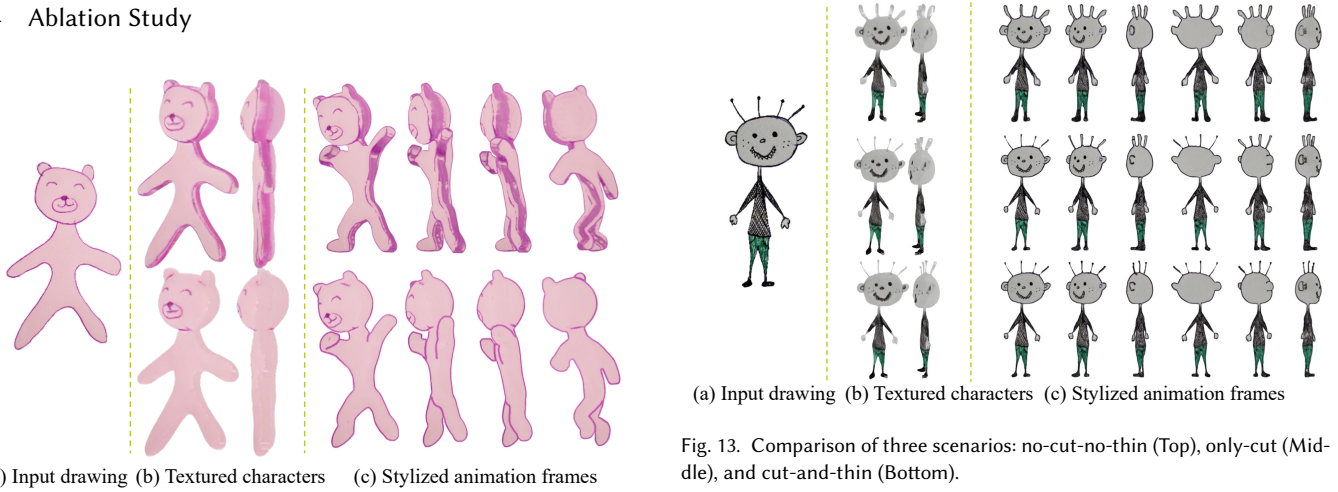 Ablation Study
) Input drawing (b) Textured characters (c) Stylized animation frames
(a) Input drawing (b) Textured characters (c) Stylized animation frames
Fig. 13. Comparison of three scenarios: no-cut-no-thin (Top), only-cut (Mid-
dle), and cut-and-thin (Bottom).